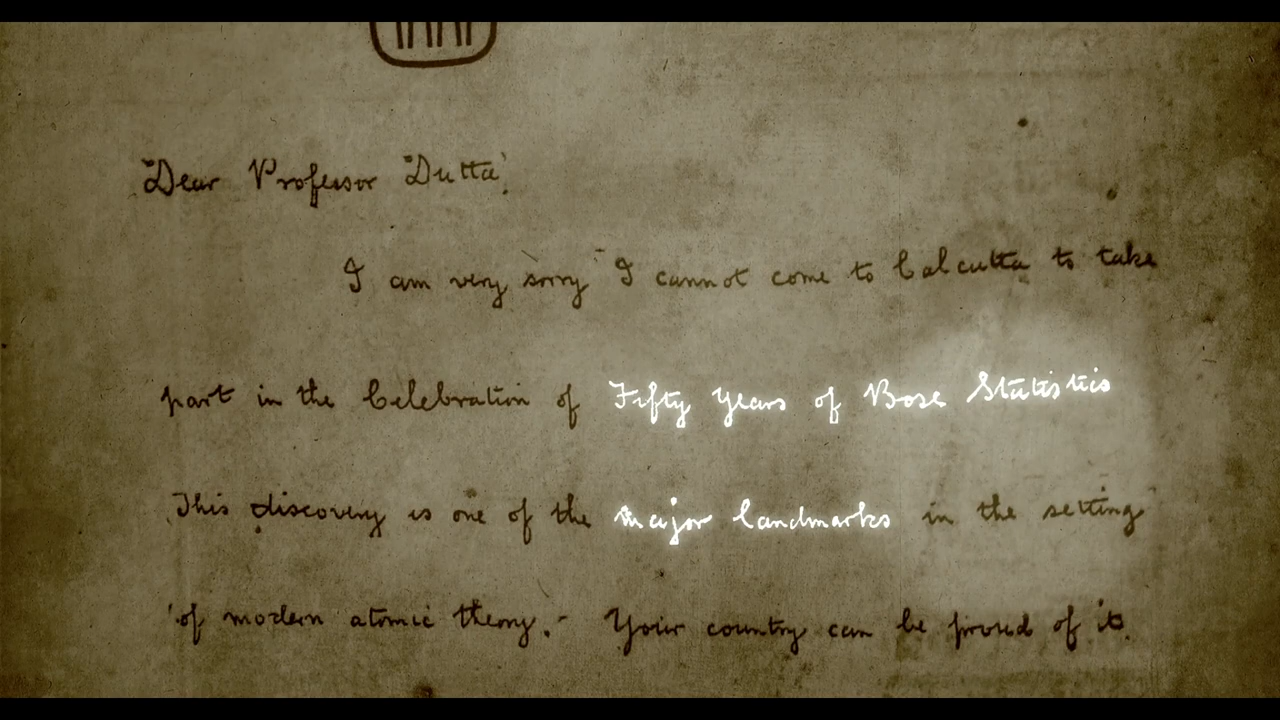 Dear Professor Dutta,
I am very sorry I cannot come to Calcutta to take
part in the Celebration of Fifty Years of Bose Statistics
This discovery is one of the major landmarks in the setting
of modern atomic theory. Your country can be proud of it.